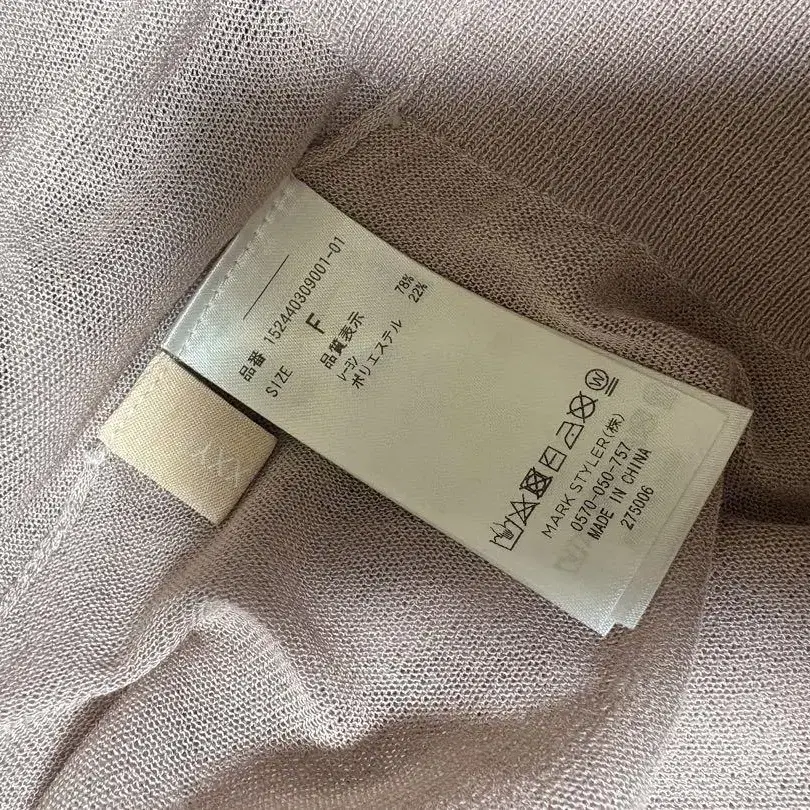 品番 152440309001-01
SIZE F
品質表示
レーヨン 78%
ポリエステル 22%
MARK STYLER(株)
0570-050-757
MADE IN CHINA
275006